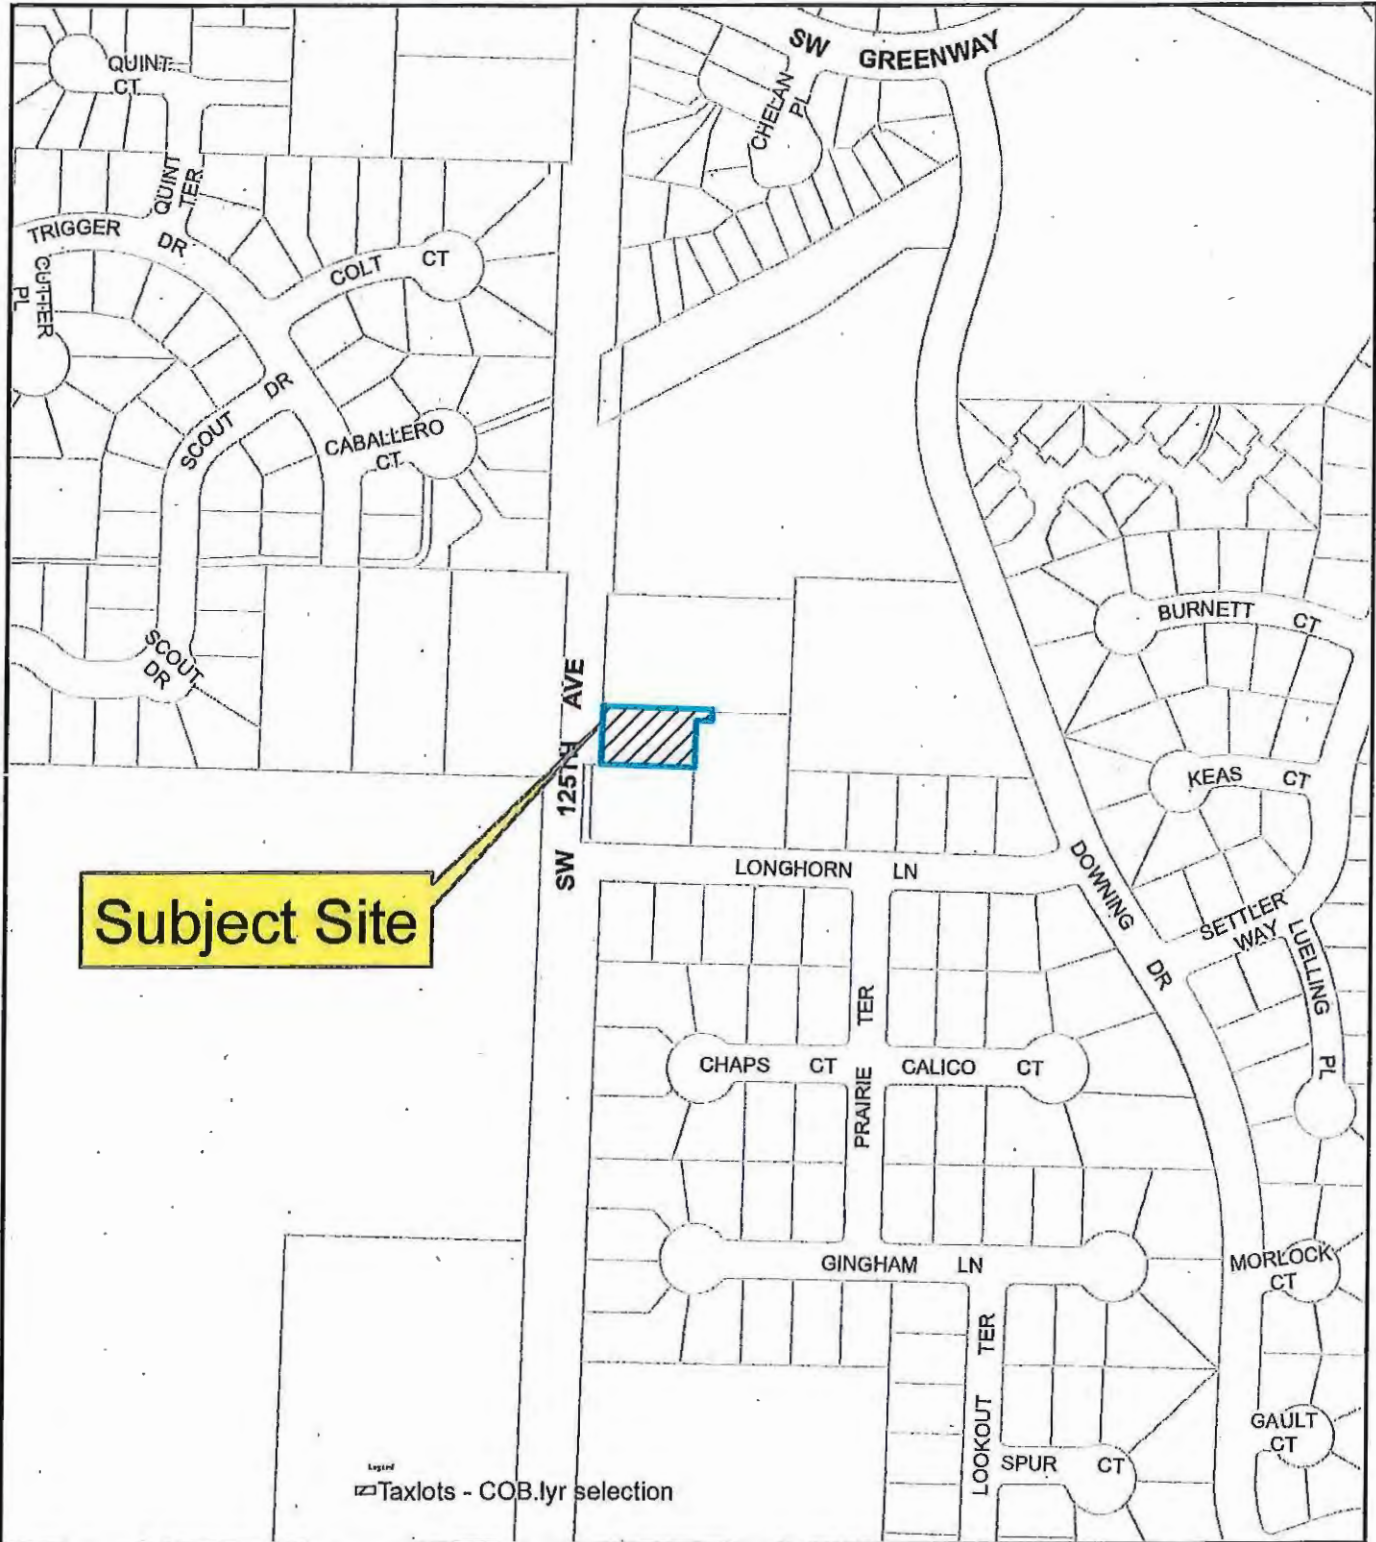 SW GREENWAY
QUINT
CT
CHELAN
PL
QUINT
TER
TRIGGER DR
COLT CT
CUTTER
PL
SCOUT DR
CABALLERO
CT
BURNETT CT
SCOUT
DR
SW 125TH AVE
KEAS CT
Subject Site
LONGHORN LN
DOWNING DR
SETTLER
WAY
LUELLING PL
PRAIRIE TER
CHAPS CT
CALICO CT
GINGHAM LN
MORLOCK
CT
LOOKOUT TER
GAULT
CT
SPUR CT
Legend
Taxlots - COB.lyr selection